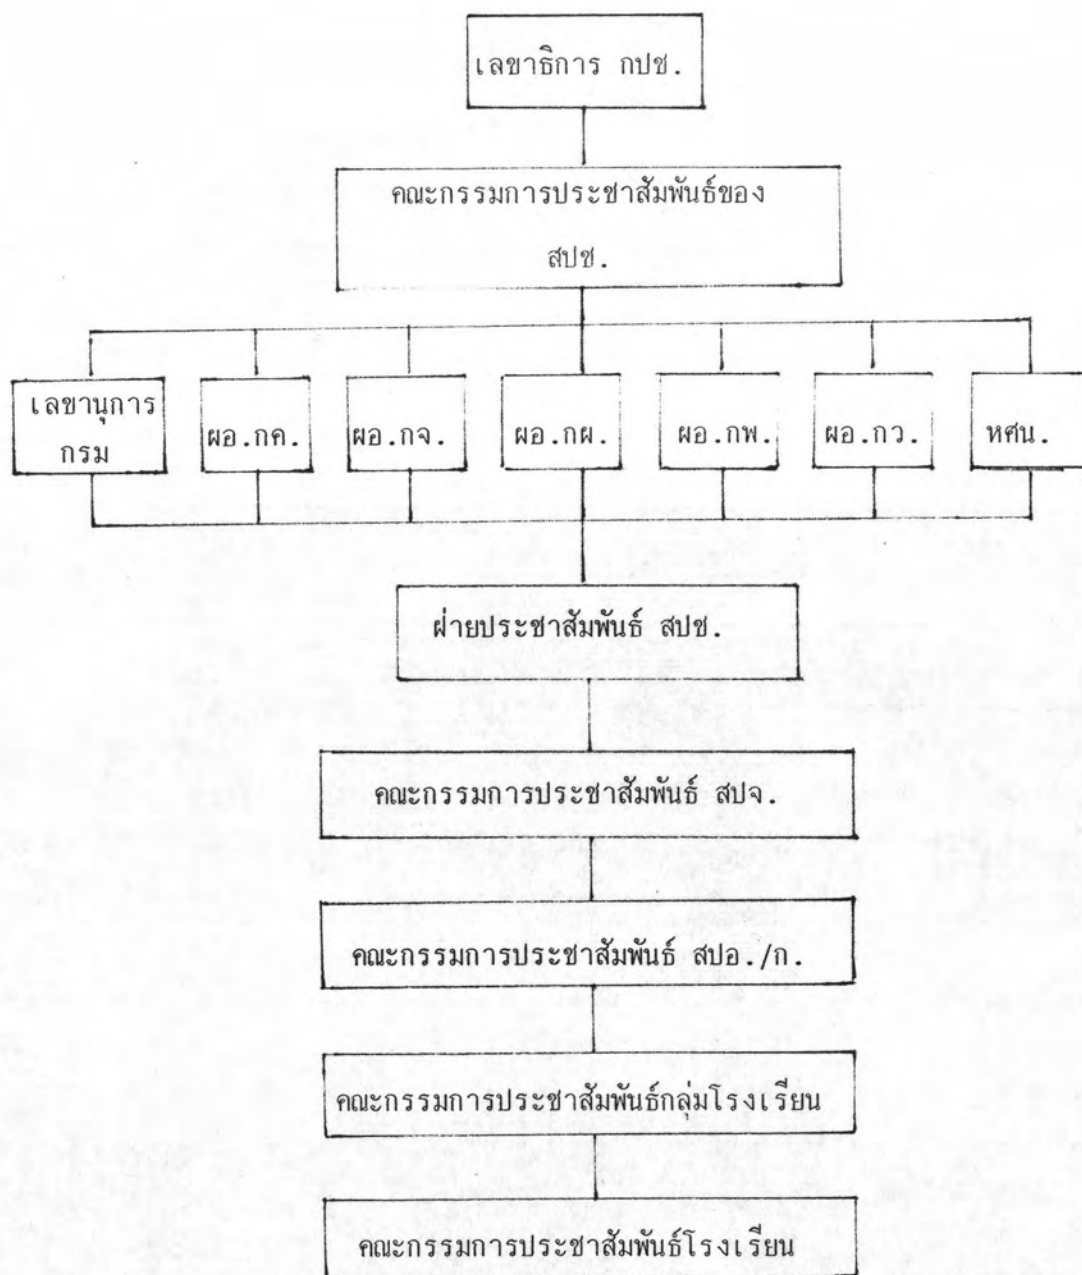 เลขาธิการ กปช.
คณะกรรมการประชาสัมพันธ์ของ
สปช.
เลขานุการ
กรม
ผอ.กค.
ผอ.กจ.
ผอ.กผ.
ผอ.กพ.
ผอ.กว.
หศน.
ฝ่ายประชาสัมพันธ์ สปช.
คณะกรรมการประชาสัมพันธ์ สปจ.
คณะกรรมการประชาสัมพันธ์ สปอ./ก.
คณะกรรมการประชาสัมพันธ์กลุ่มโรงเรียน
คณะกรรมการประชาสัมพันธ์โรงเรียน